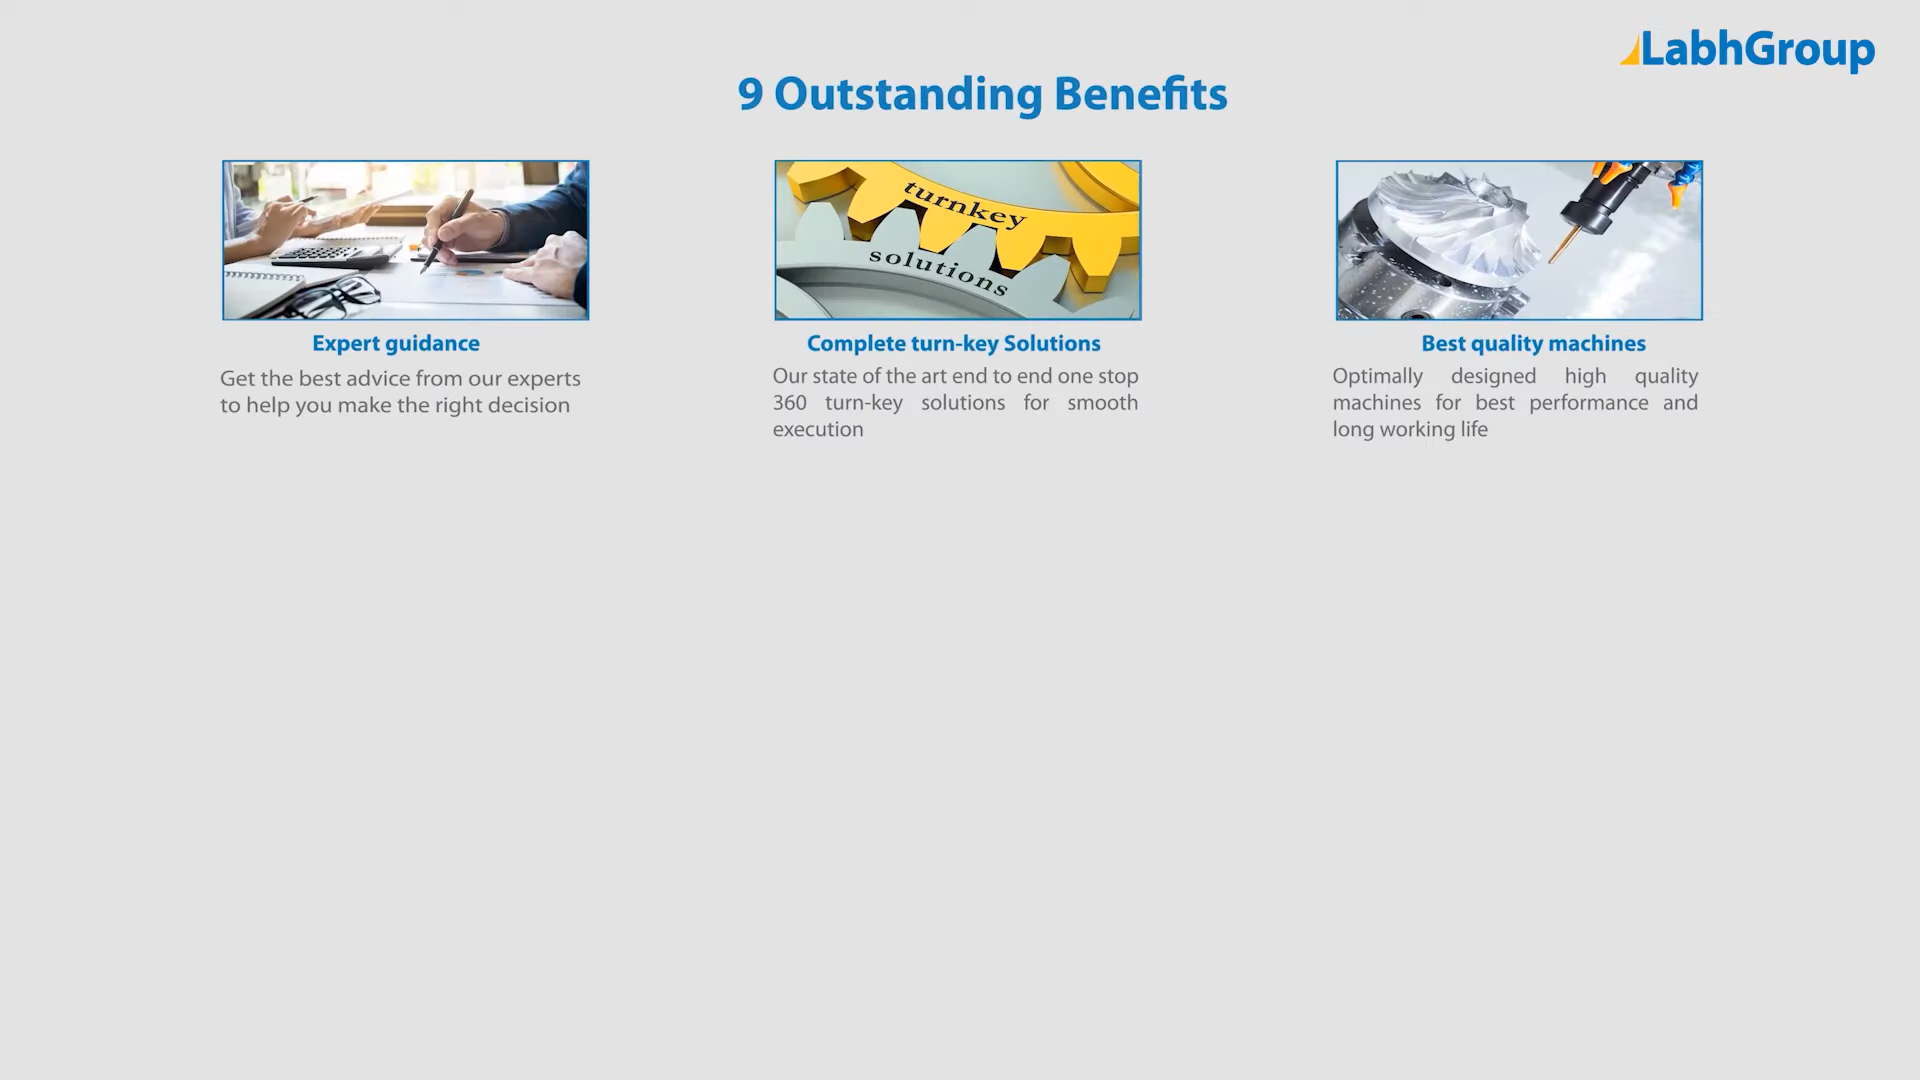 LabhGroup
9 Outstanding Benefits
turnkey
solutions
Expert guidance
Get the best advice from our experts
to help you make the right decision
Complete turn-key Solutions
Our state of the art end to end one stop
360 turn-key solutions for smooth
execution
Best quality machines
Optimally designed high quality
machines for best performance and
long working life